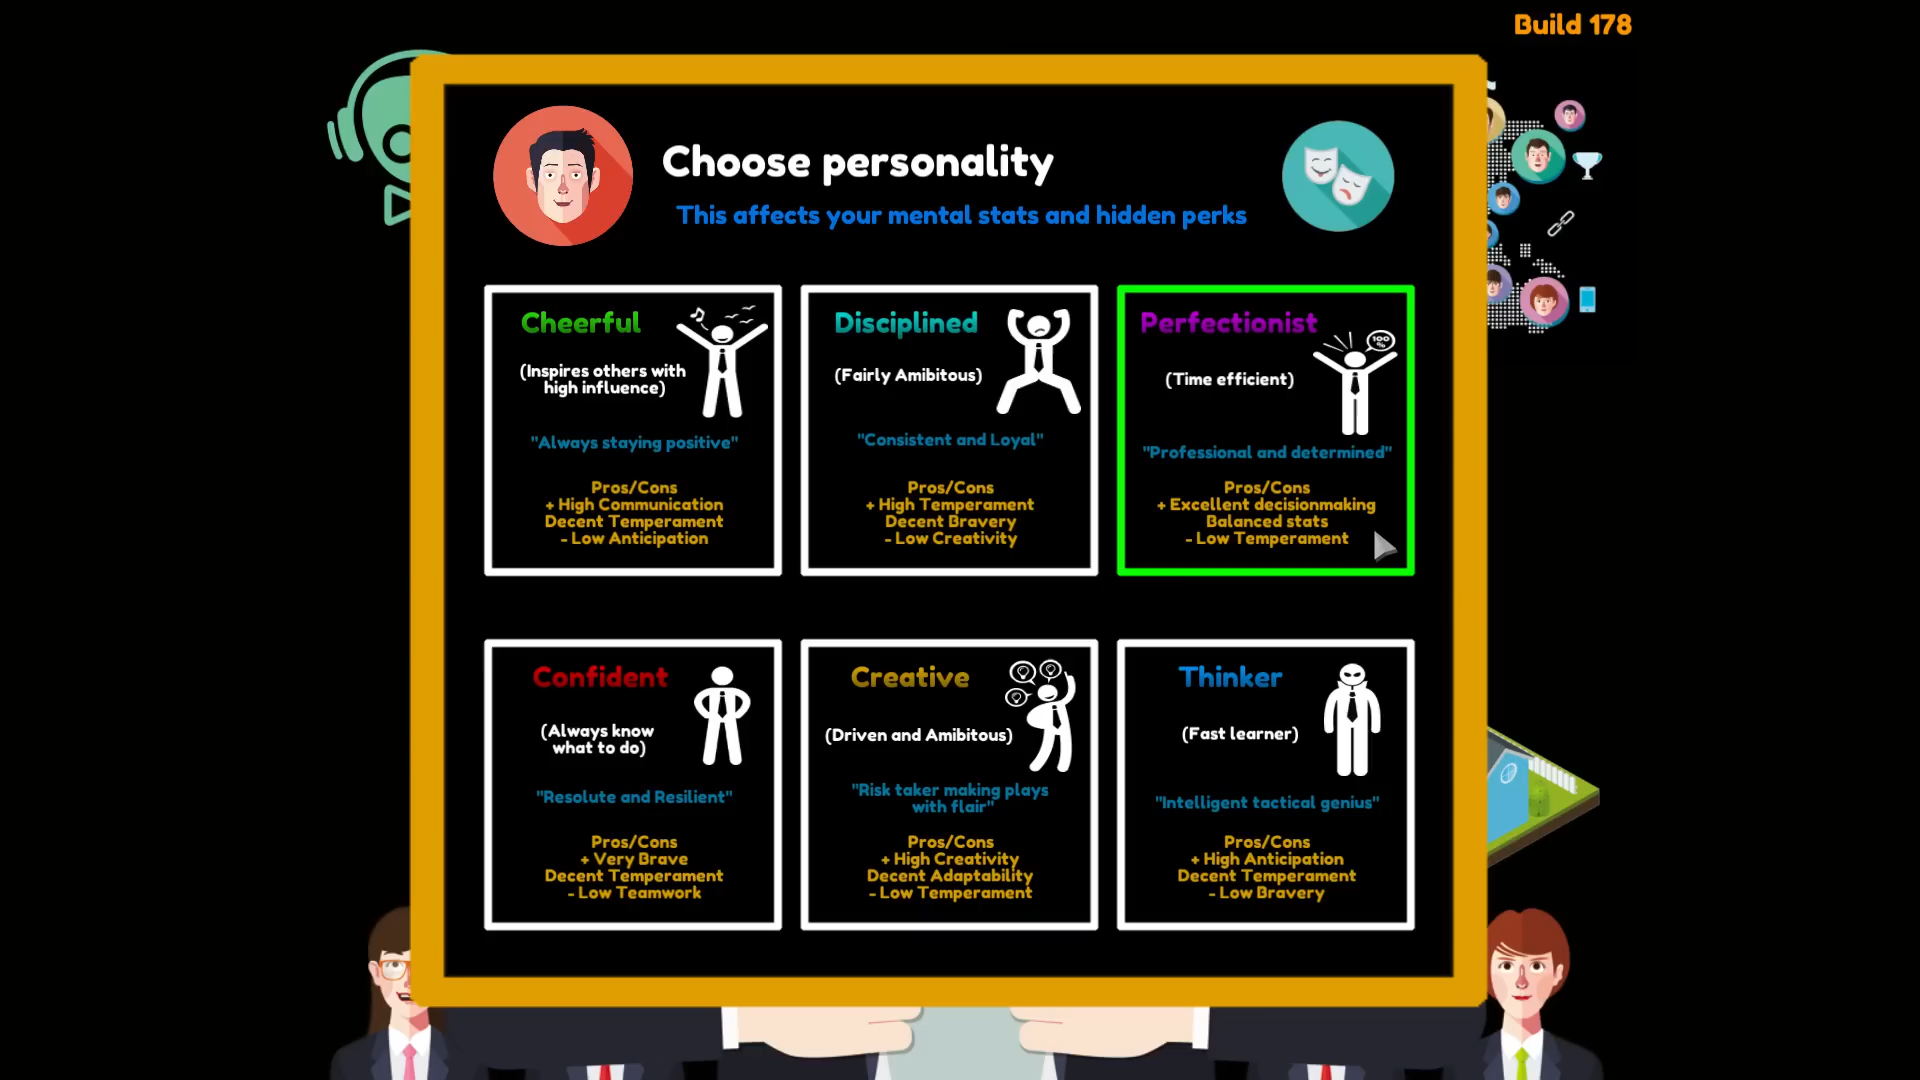 Build 178
Choose personality
This affects your mental stats and hidden perks
Cheerful
(Inspires others with
high influence)
"Always staying positive"
Pros/Cons
+ High Communication
Decent Temperament
- Low Anticipation
Disciplined
(Fairly Amibitous)
"Consistent and Loyal"
Pros/Cons
+ High Temperament
Decent Bravery
- Low Creativity
Perfectionist
100
%
(Time efficient)
"Professional and determined"
Pros/Cons
+ Excellent decisionmaking
Balanced stats
- Low Temperament
Confident
(Always know
what to do)
"Resolute and Resilient"
Pros/Cons
+ Very Brave
Decent Temperament
- Low Teamwork
Creative
(Driven and Amibitous)
"Risk taker making plays
with flair"
Pros/Cons
+ High Creativity
Decent Adaptability
- Low Temperament
Thinker
(Fast learner)
"Intelligent tactical genius"
Pros/Cons
+ High Anticipation
Decent Temperament
- Low Bravery